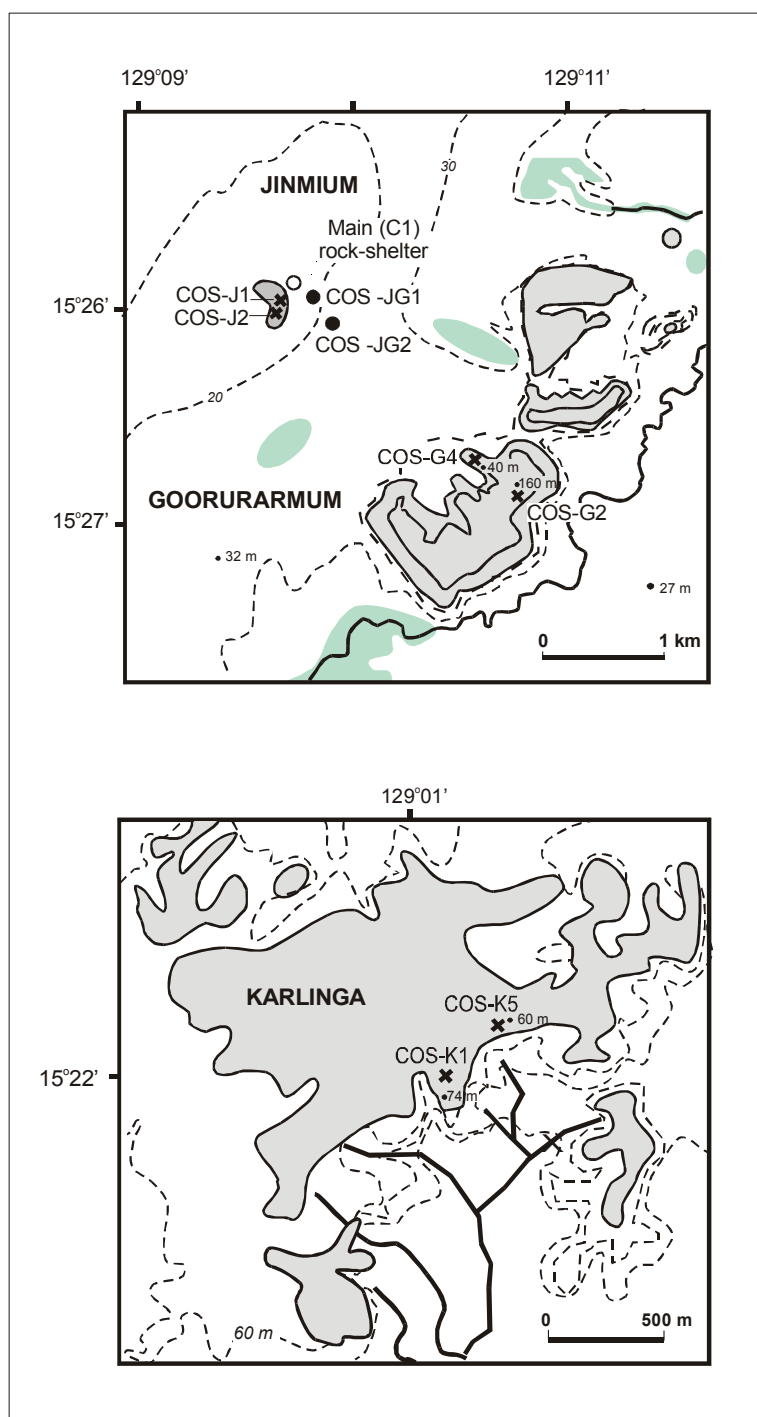 129°09’
129°11’
JINMIUM
30
Main (C1)
rock-shelter
COS-J1
COS -JG1
15°26’
COS-J2
COS -JG2
20
COS-G4
40 m
160 m
GOORURARMUM
COS-G2
15°27’
32 m
27 m
0
1 km
129°01’
KARLINGA
COS-K5
60 m
COS-K1
15°22’
74 m
0
500 m
60 m